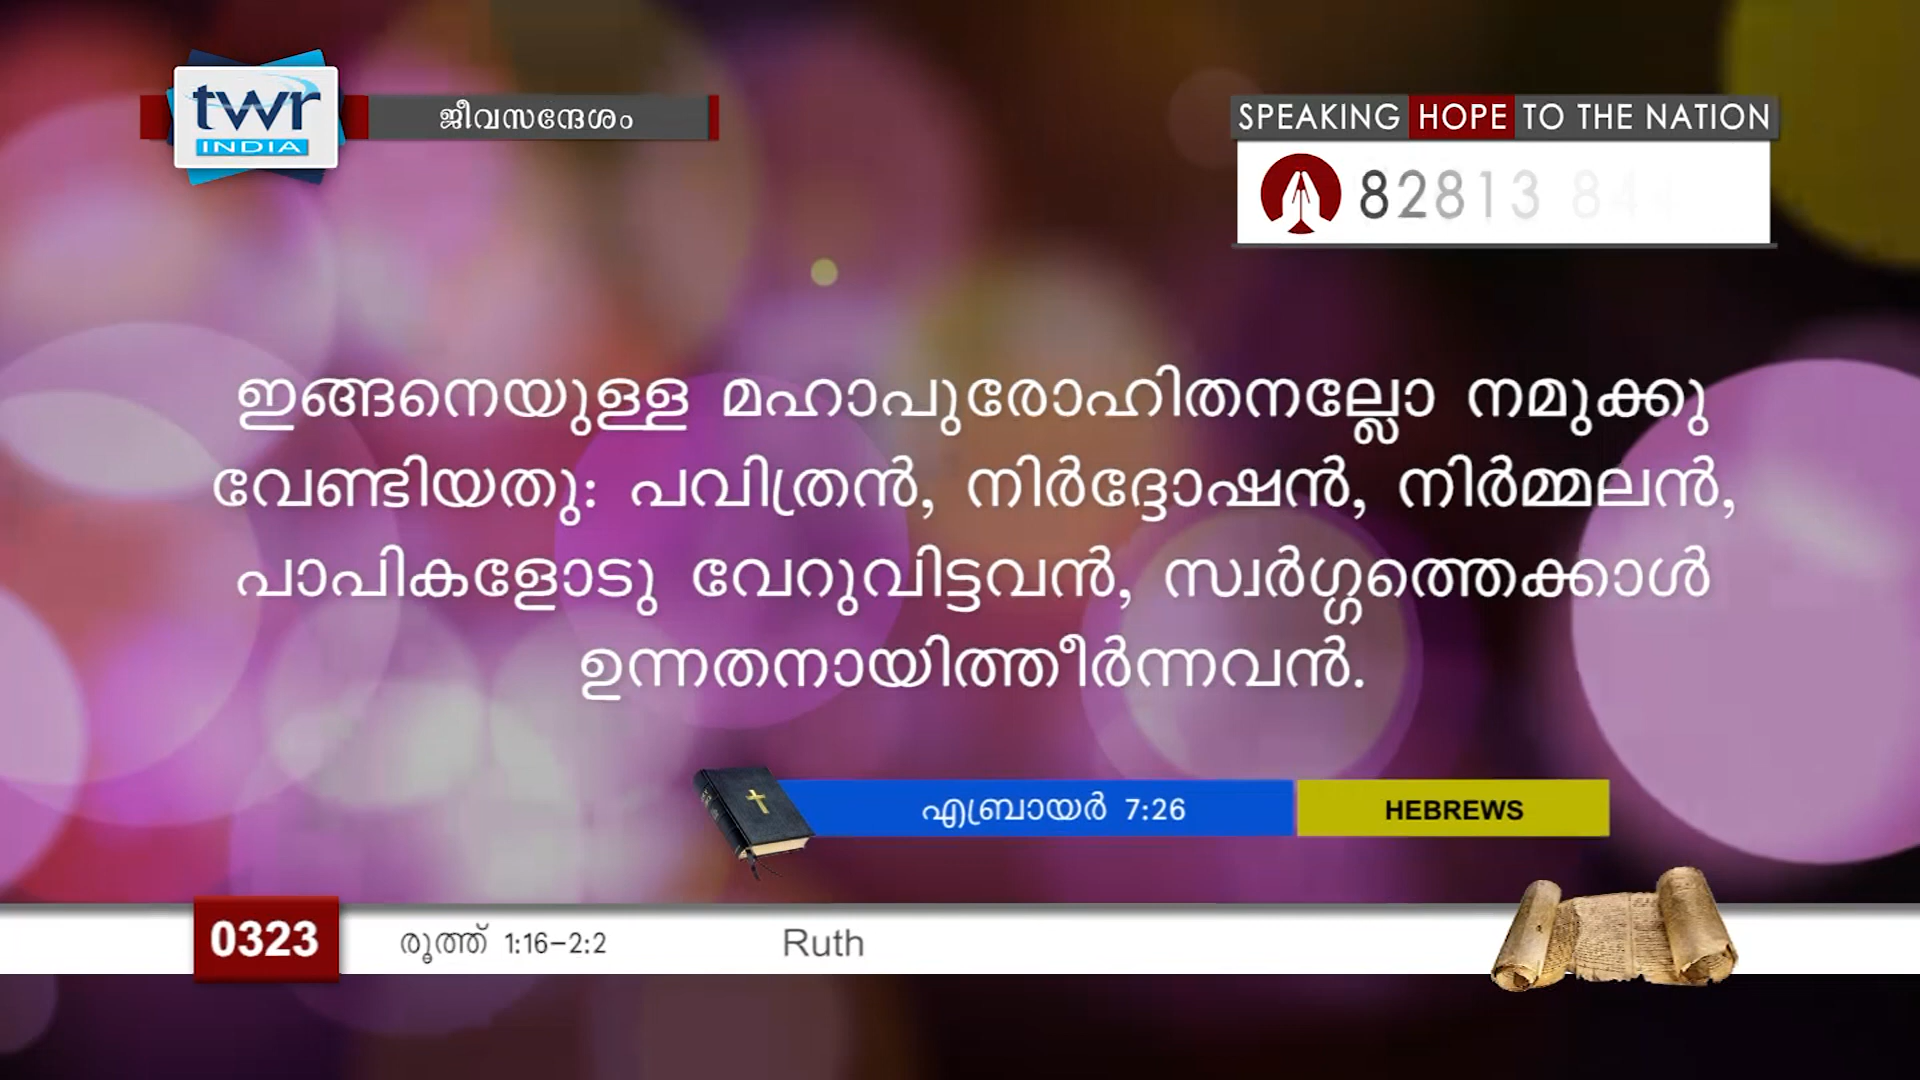 twr
INDIA
ജീവസന്ദേശം
SPEAKING HOPE TO THE NATION
82813 84
ഇങ്ങനെയുള്ള മഹാപുരോഹിതനല്ലോ നമുക്കു
വേണ്ടിയതു: പവിത്രൻ, നിർദ്ദോഷൻ, നിർമ്മലൻ,
പാപികളോടു വേറുവിട്ടവൻ, സ്വർഗ്ഗത്തെക്കാൾ
ഉന്നതനായിത്തീർന്നവൻ.
എബ്രായർ 7:26
HEBREWS
0323
രൂത്ത് 1:16-2:2
Ruth